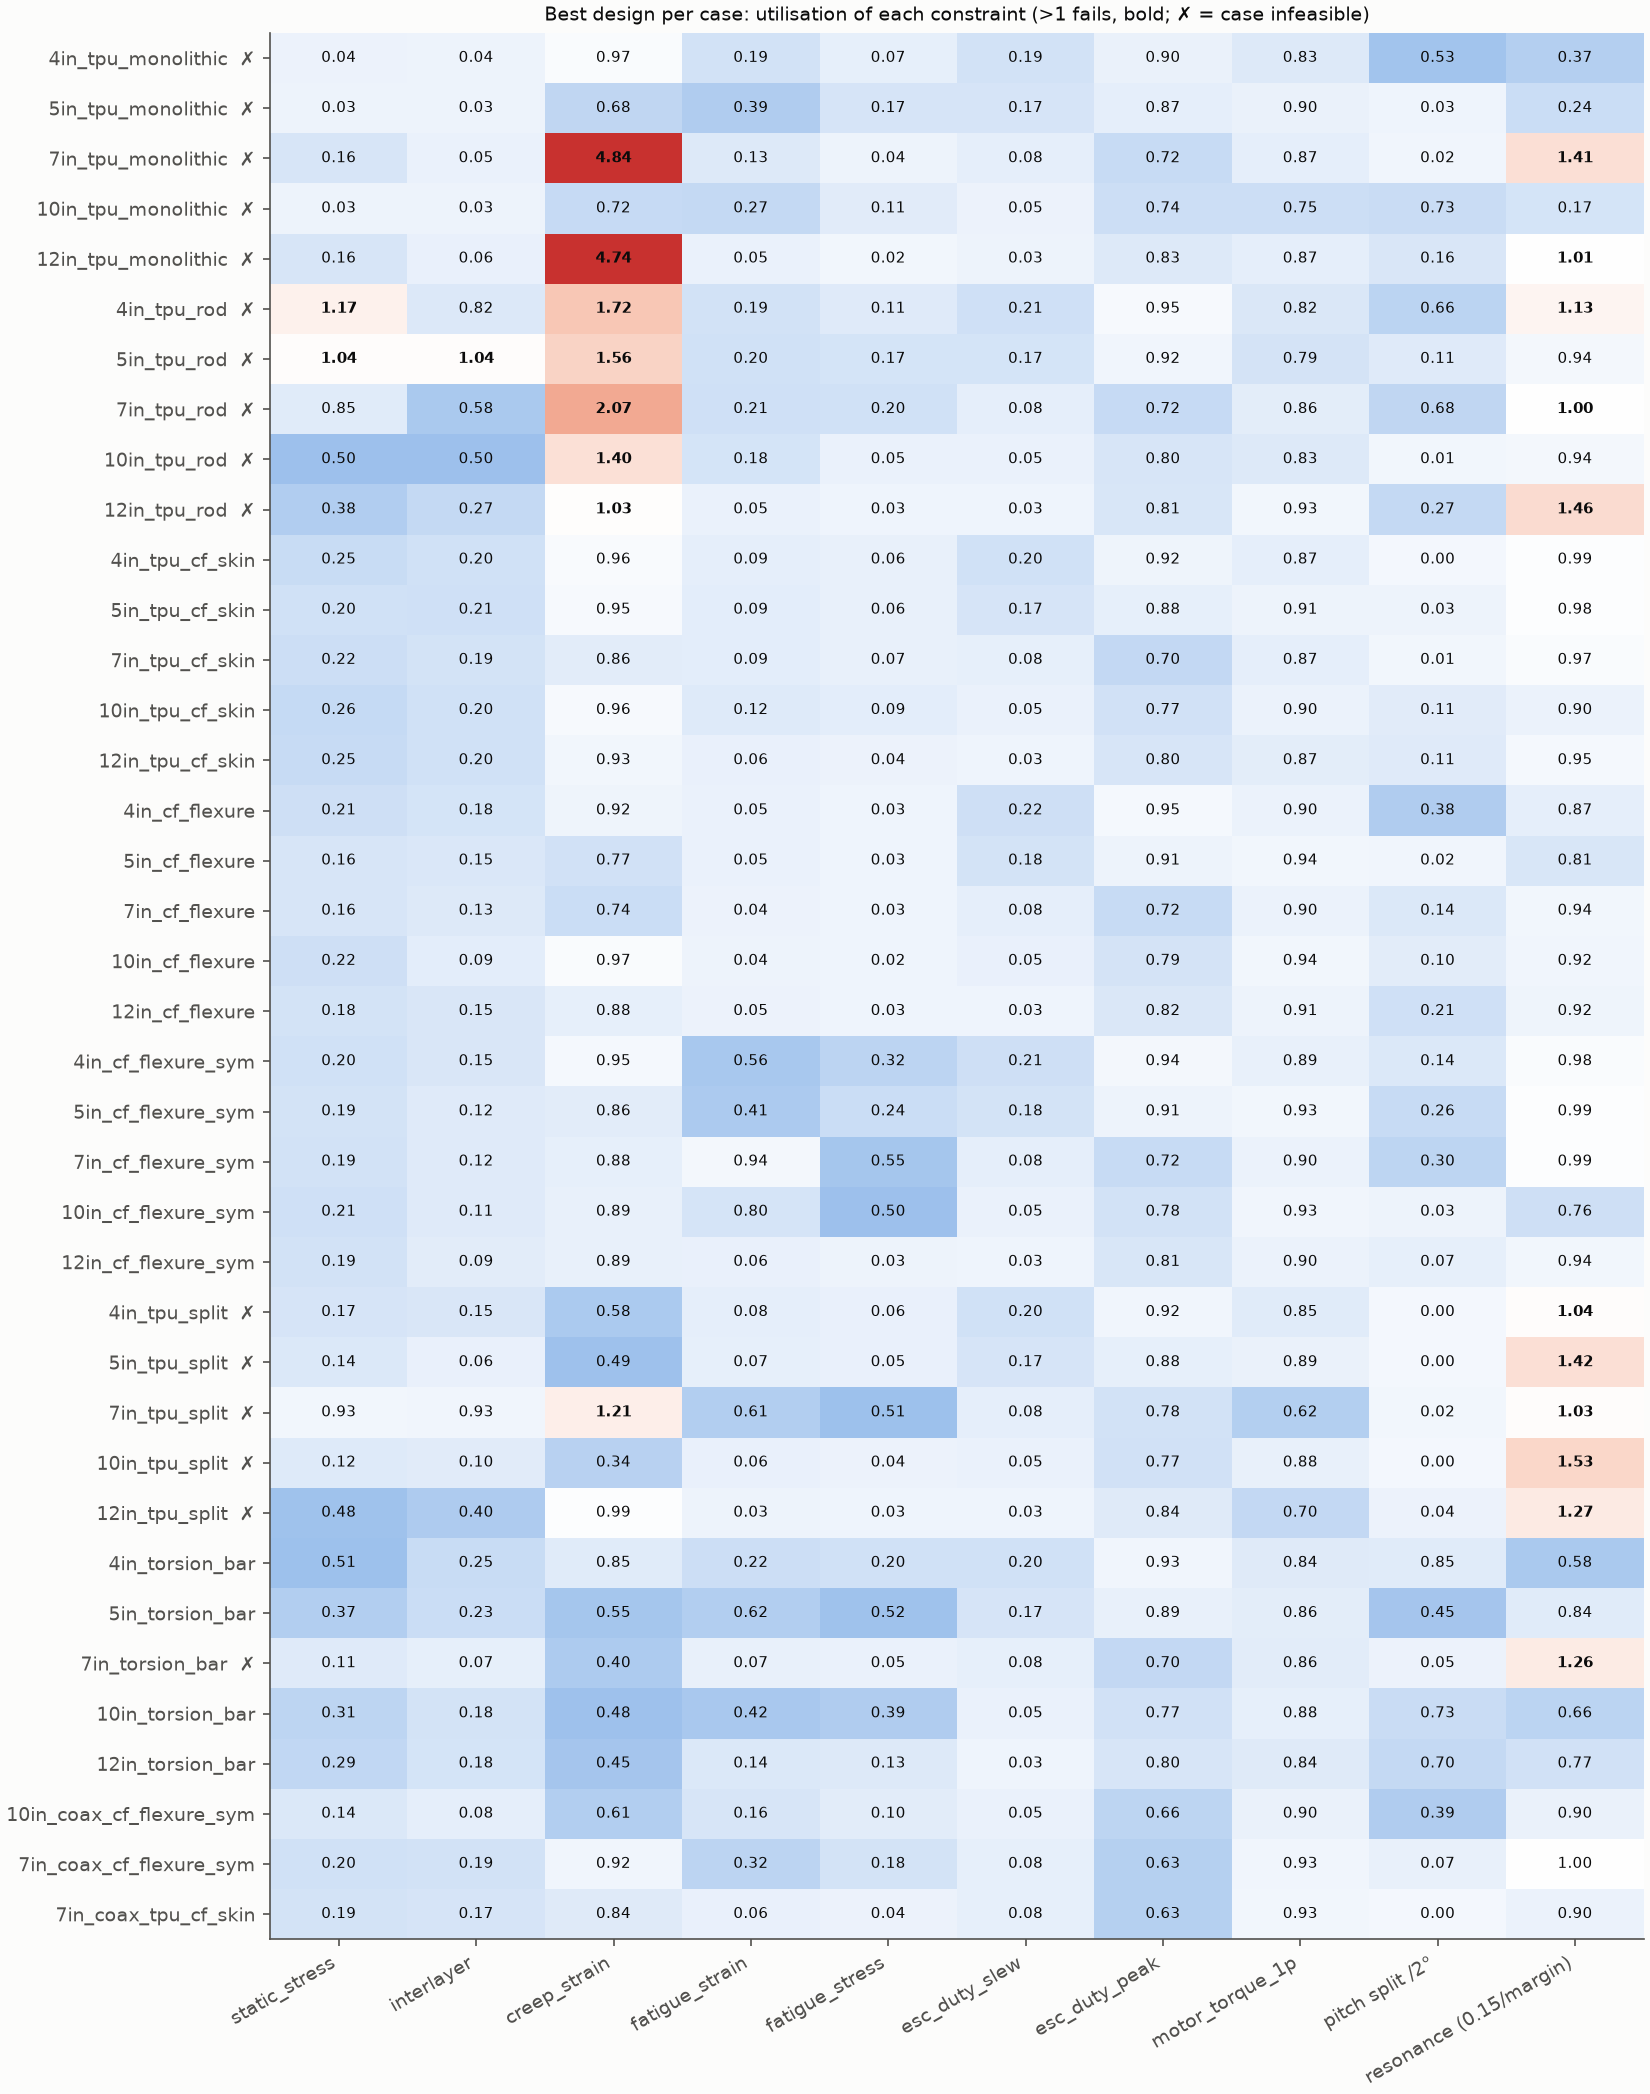 Best design per case: utilisation of each constraint (>1 fails, bold; ✗ = case infeasible)
4in_tpu_monolithic ✗ 0.04 0.04 0.97 0.19 0.07 0.19 0.90 0.83 0.53 0.37
5in_tpu_monolithic ✗ 0.03 0.03 0.68 0.39 0.17 0.17 0.87 0.90 0.03 0.24
7in_tpu_monolithic ✗ 0.16 0.05 4.84 0.13 0.04 0.08 0.72 0.87 0.02 1.41
10in_tpu_monolithic ✗ 0.03 0.03 0.72 0.27 0.11 0.05 0.74 0.75 0.73 0.17
12in_tpu_monolithic ✗ 0.16 0.06 4.74 0.05 0.02 0.03 0.83 0.87 0.16 1.01
4in_tpu_rod ✗ 1.17 0.82 1.72 0.19 0.11 0.21 0.95 0.82 0.66 1.13
5in_tpu_rod ✗ 1.04 1.04 1.56 0.20 0.17 0.17 0.92 0.79 0.11 0.94
7in_tpu_rod ✗ 0.85 0.58 2.07 0.21 0.20 0.08 0.72 0.86 0.68 1.00
10in_tpu_rod ✗ 0.50 0.50 1.40 0.18 0.05 0.05 0.80 0.83 0.01 0.94
12in_tpu_rod ✗ 0.38 0.27 1.03 0.05 0.03 0.03 0.81 0.93 0.27 1.46
4in_tpu_cf_skin 0.25 0.20 0.96 0.09 0.06 0.20 0.92 0.87 0.00 0.99
5in_tpu_cf_skin 0.20 0.21 0.95 0.09 0.06 0.17 0.88 0.91 0.03 0.98
7in_tpu_cf_skin 0.22 0.19 0.86 0.09 0.07 0.08 0.70 0.87 0.01 0.97
10in_tpu_cf_skin 0.26 0.20 0.96 0.12 0.09 0.05 0.77 0.90 0.11 0.90
12in_tpu_cf_skin 0.25 0.20 0.93 0.06 0.04 0.03 0.80 0.87 0.11 0.95
4in_cf_flexure 0.21 0.18 0.92 0.05 0.03 0.22 0.95 0.90 0.38 0.87
5in_cf_flexure 0.16 0.15 0.77 0.05 0.03 0.18 0.91 0.94 0.02 0.81
7in_cf_flexure 0.16 0.13 0.74 0.04 0.03 0.08 0.72 0.90 0.14 0.94
10in_cf_flexure 0.22 0.09 0.97 0.04 0.02 0.05 0.79 0.94 0.10 0.92
12in_cf_flexure 0.18 0.15 0.88 0.05 0.03 0.03 0.82 0.91 0.21 0.92
4in_cf_flexure_sym 0.20 0.15 0.95 0.56 0.32 0.21 0.94 0.89 0.14 0.98
5in_cf_flexure_sym 0.19 0.12 0.86 0.41 0.24 0.18 0.91 0.93 0.26 0.99
7in_cf_flexure_sym 0.19 0.12 0.88 0.94 0.55 0.08 0.72 0.90 0.30 0.99
10in_cf_flexure_sym 0.21 0.11 0.89 0.80 0.50 0.05 0.78 0.93 0.03 0.76
12in_cf_flexure_sym 0.19 0.09 0.89 0.06 0.03 0.03 0.81 0.90 0.07 0.94
4in_tpu_split ✗ 0.17 0.15 0.58 0.08 0.06 0.20 0.92 0.85 0.00 1.04
5in_tpu_split ✗ 0.14 0.06 0.49 0.07 0.05 0.17 0.88 0.89 0.00 1.42
7in_tpu_split ✗ 0.93 0.93 1.21 0.61 0.51 0.08 0.78 0.62 0.02 1.03
10in_tpu_split ✗ 0.12 0.10 0.34 0.06 0.04 0.05 0.77 0.88 0.00 1.53
12in_tpu_split ✗ 0.48 0.40 0.99 0.03 0.03 0.03 0.84 0.70 0.04 1.27
4in_torsion_bar 0.51 0.25 0.85 0.22 0.20 0.20 0.93 0.84 0.85 0.58
5in_torsion_bar 0.37 0.23 0.55 0.62 0.52 0.17 0.89 0.86 0.45 0.84
7in_torsion_bar ✗ 0.11 0.07 0.40 0.07 0.05 0.08 0.70 0.86 0.05 1.26
10in_torsion_bar 0.31 0.18 0.48 0.42 0.39 0.05 0.77 0.88 0.73 0.66
12in_torsion_bar 0.29 0.18 0.45 0.14 0.13 0.03 0.80 0.84 0.70 0.77
10in_coax_cf_flexure_sym 0.14 0.08 0.61 0.16 0.10 0.05 0.66 0.90 0.39 0.90
7in_coax_cf_flexure_sym 0.20 0.19 0.92 0.32 0.18 0.08 0.63 0.93 0.07 1.00
7in_coax_tpu_cf_skin 0.19 0.17 0.84 0.06 0.04 0.08 0.63 0.93 0.00 0.90
static_stress
interlayer
creep_strain
fatigue_strain
fatigue_stress
esc_duty_slew
esc_duty_peak
motor_torque_1p
pitch split /2°
resonance (0.15/margin)